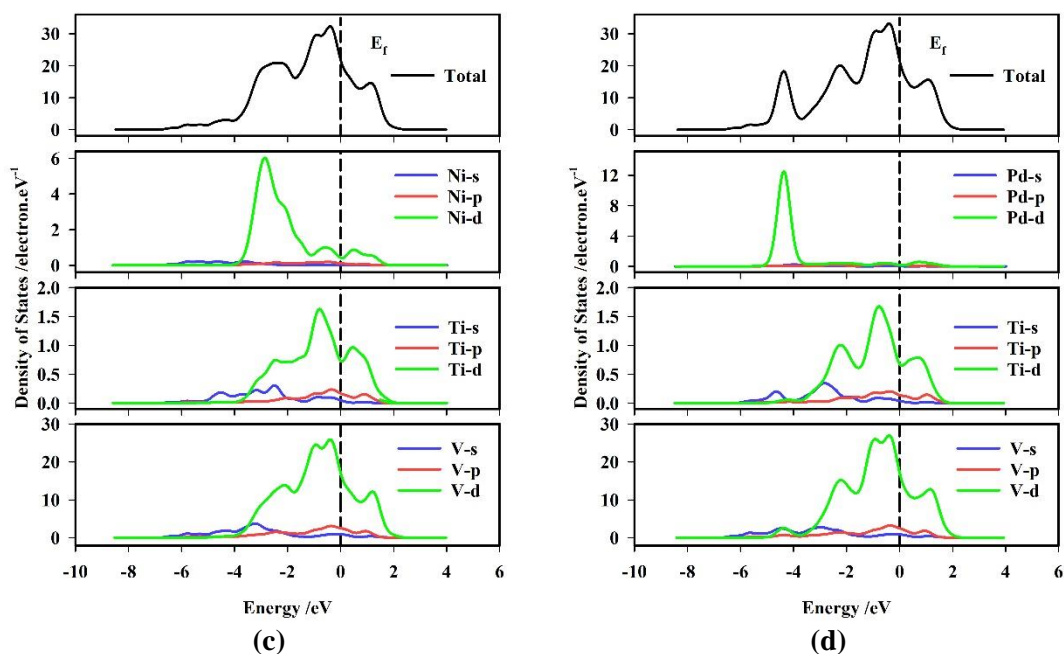 30
20
10
0
E_f
Total
6
4
2
0
Ni-s
Ni-p
Ni-d
2.0
1.5
1.0
0.5
0.0
Ti-s
Ti-p
Ti-d
30
20
10
0
V-s
V-p
V-d
Density of States /electron.eV⁻¹
-10 -8 -6 -4 -2 0 2 4 6
Energy /eV
(c)
30
20
10
0
E_f
Total
12
8
4
0
Pd-s
Pd-p
Pd-d
2.0
1.5
1.0
0.5
0.0
Ti-s
Ti-p
Ti-d
30
20
10
0
V-s
V-p
V-d
Density of States /electron.eV⁻¹
-10 -8 -6 -4 -2 0 2 4 6
Energy /eV
(d)